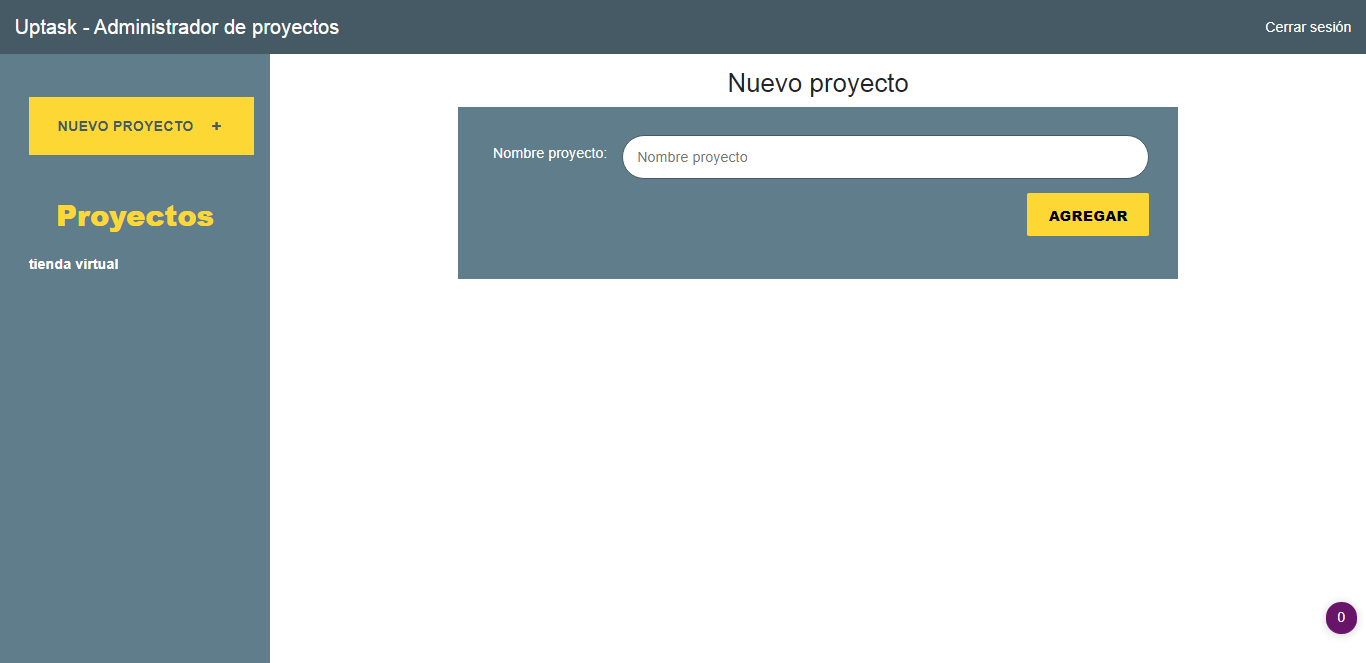 Uptask - Administrador de proyectos
Cerrar sesión
NUEVO PROYECTO +
Proyectos
tienda virtual
Nuevo proyecto
Nombre proyecto:
Nombre proyecto
AGREGAR
0